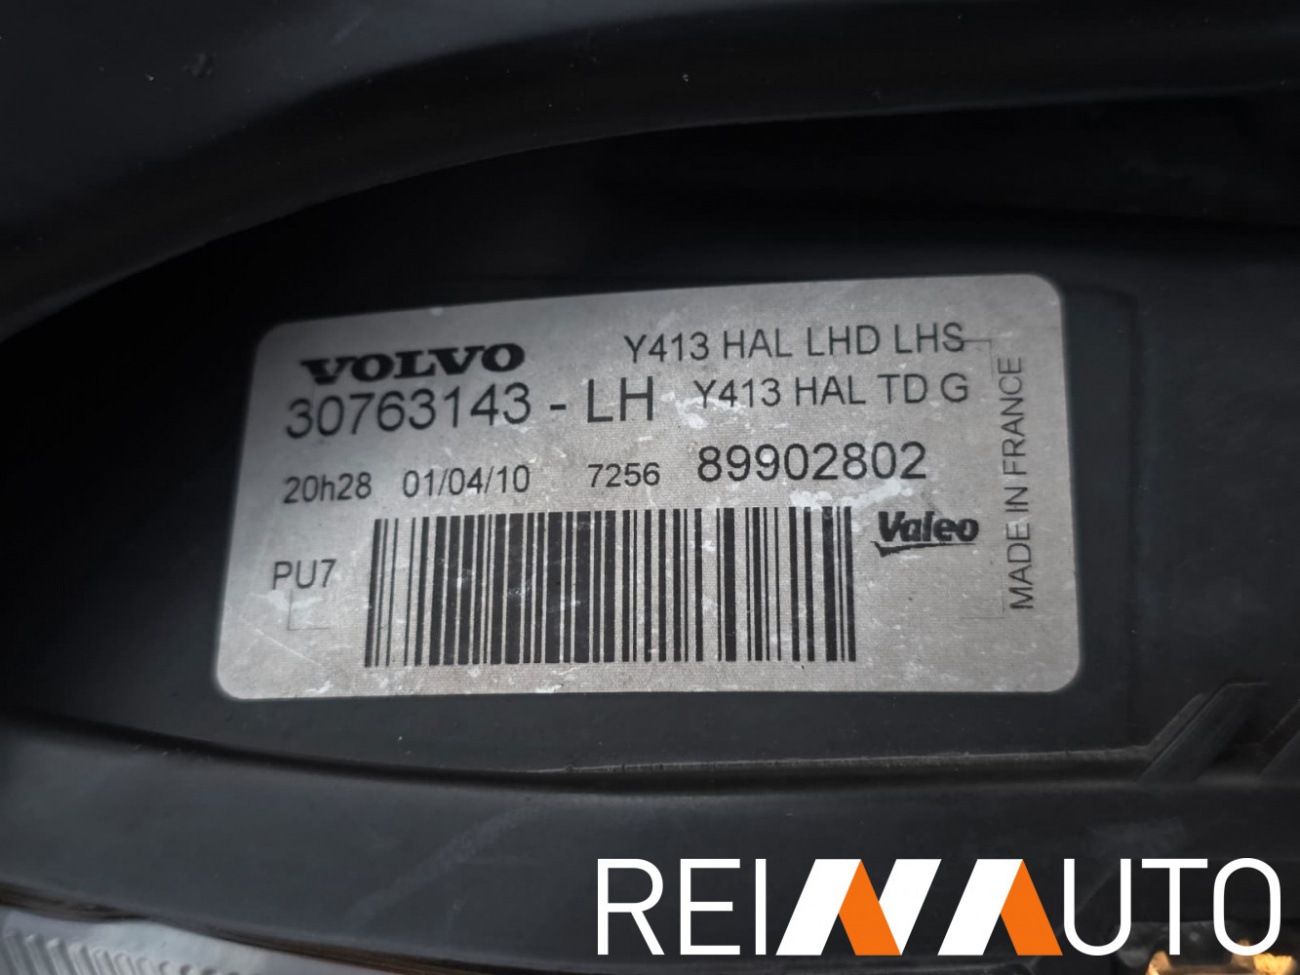 VOLVO Y413 HAL LHD LHS
30763143 - LH Y413 HAL TD G
20h28 01/04/10 7256 89902802
Valeo
PU7
MADE IN FRANCE
REINAUTO